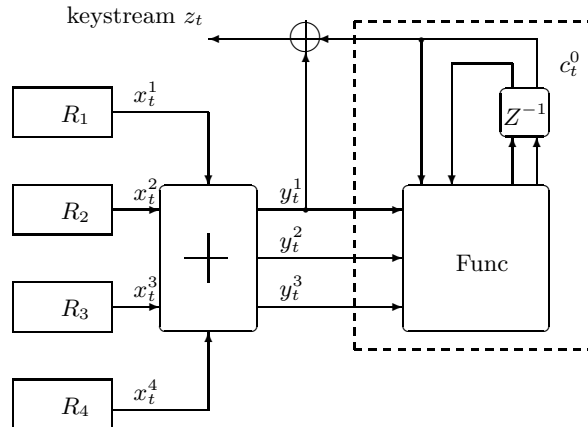 keystream $z_t$
$c_t^0$
$x_t^1$
$R_1$
$Z^{-1}$
$x_t^2$
$y_t^1$
$R_2$
$y_t^2$
Func
$x_t^3$
$y_t^3$
$R_3$
$x_t^4$
$R_4$